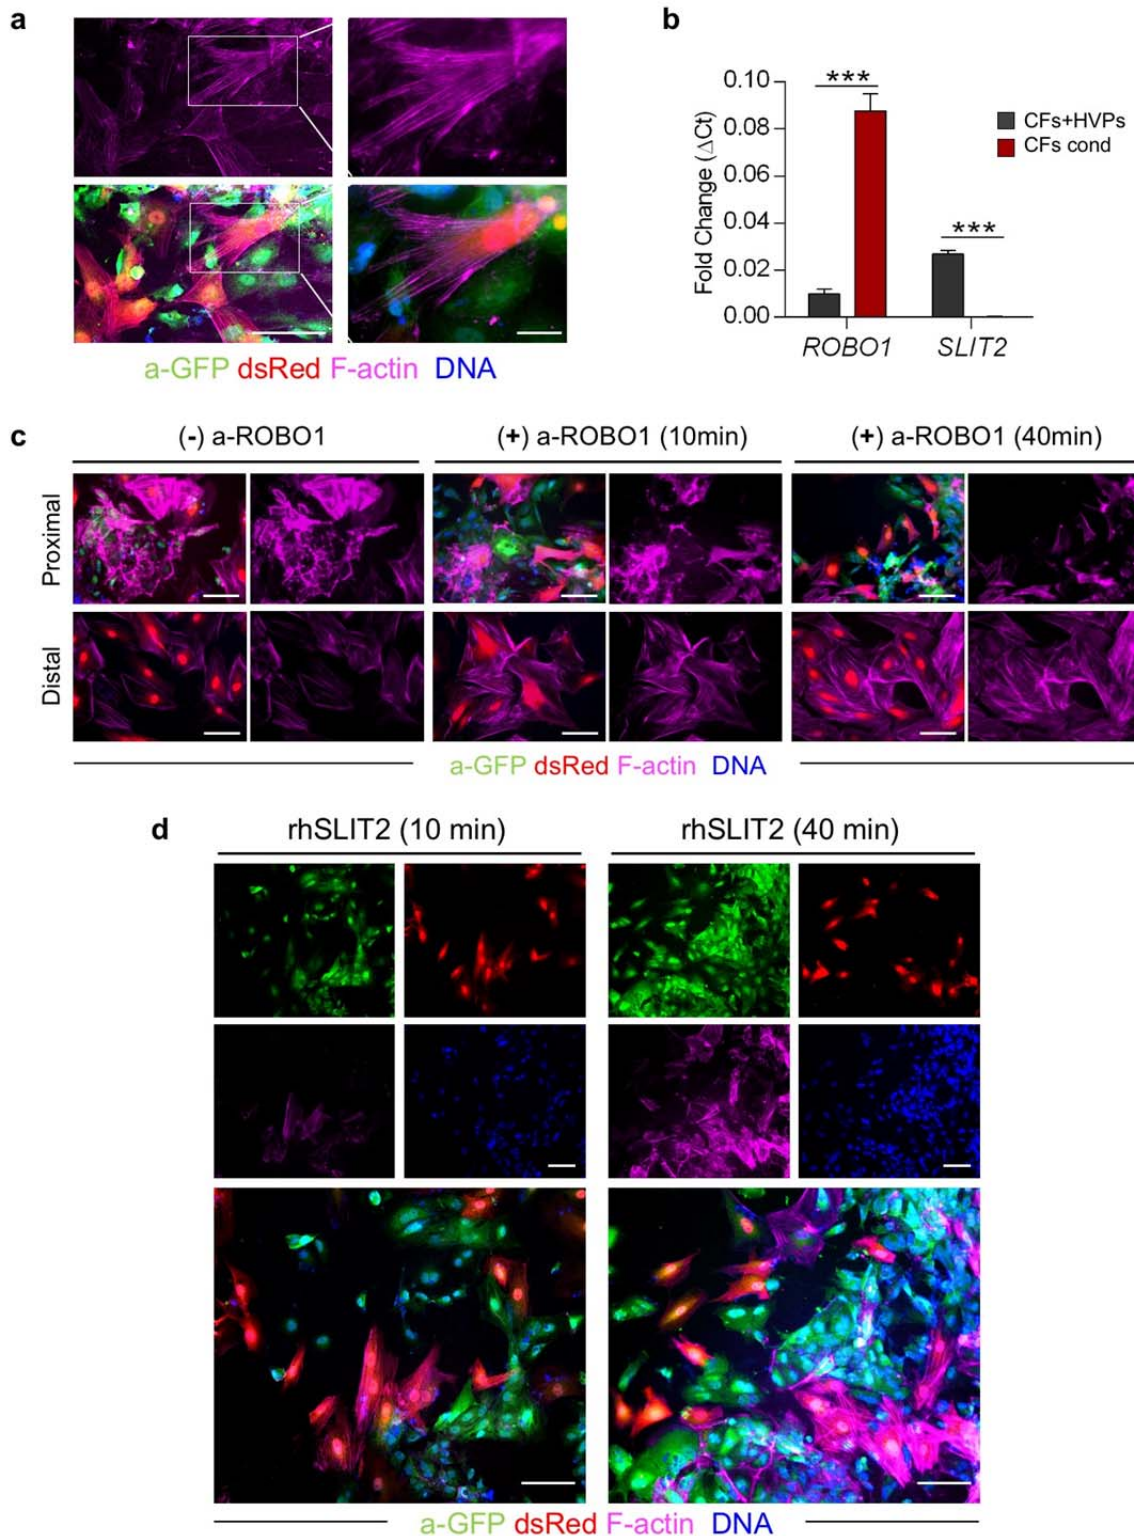 a
a-GFP dsRed F-actin DNA
b
Fold Change (ΔCt)
0.10
0.08
0.06
0.04
0.02
0.00
***
***
ROBO1 SLIT2
CFs+HVPs
CFs cond
c
(-) a-ROBO1 (+) a-ROBO1 (10min) (+) a-ROBO1 (40min)
Proximal
Distal
a-GFP dsRed F-actin DNA
d
rhSLIT2 (10 min) rhSLIT2 (40 min)
a-GFP dsRed F-actin DNA